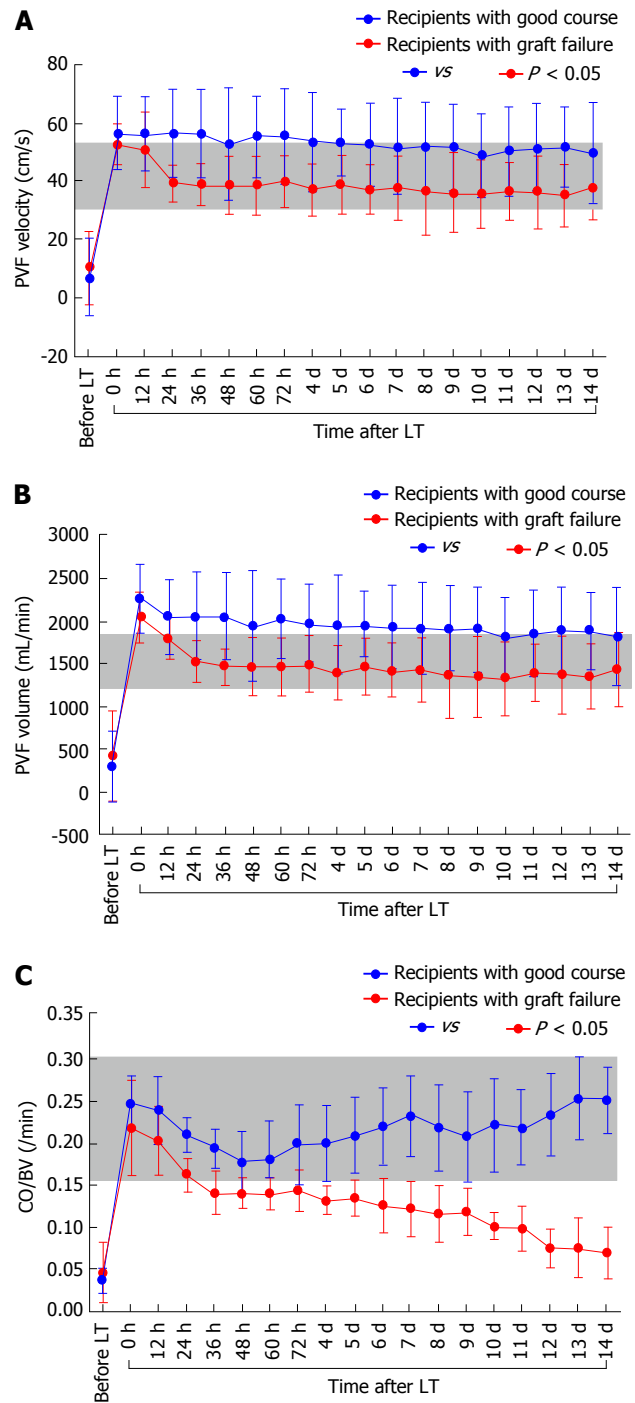 A
Recipients with good course
Recipients with graft failure
vs P < 0.05
PVF velocity (cm/s)
80
60
40
20
0
-20
Before LT
0 h
12 h
24 h
36 h
48 h
60 h
72 h
4 d
5 d
6 d
7 d
8 d
9 d
10 d
11 d
12 d
13 d
14 d
Time after LT
B
Recipients with good course
Recipients with graft failure
vs P < 0.05
PVF volume (mL/min)
3000
2500
2000
1500
1000
500
0
-500
Before LT
0 h
12 h
24 h
36 h
48 h
60 h
72 h
4 d
5 d
6 d
7 d
8 d
9 d
10 d
11 d
12 d
13 d
14 d
Time after LT
C
Recipients with good course
Recipients with graft failure
vs P < 0.05
CO/BV (/min)
0.35
0.30
0.25
0.20
0.15
0.10
0.05
0.00
Before LT
0 h
12 h
24 h
36 h
48 h
60 h
72 h
4 d
5 d
6 d
7 d
8 d
9 d
10 d
11 d
12 d
13 d
14 d
Time after LT